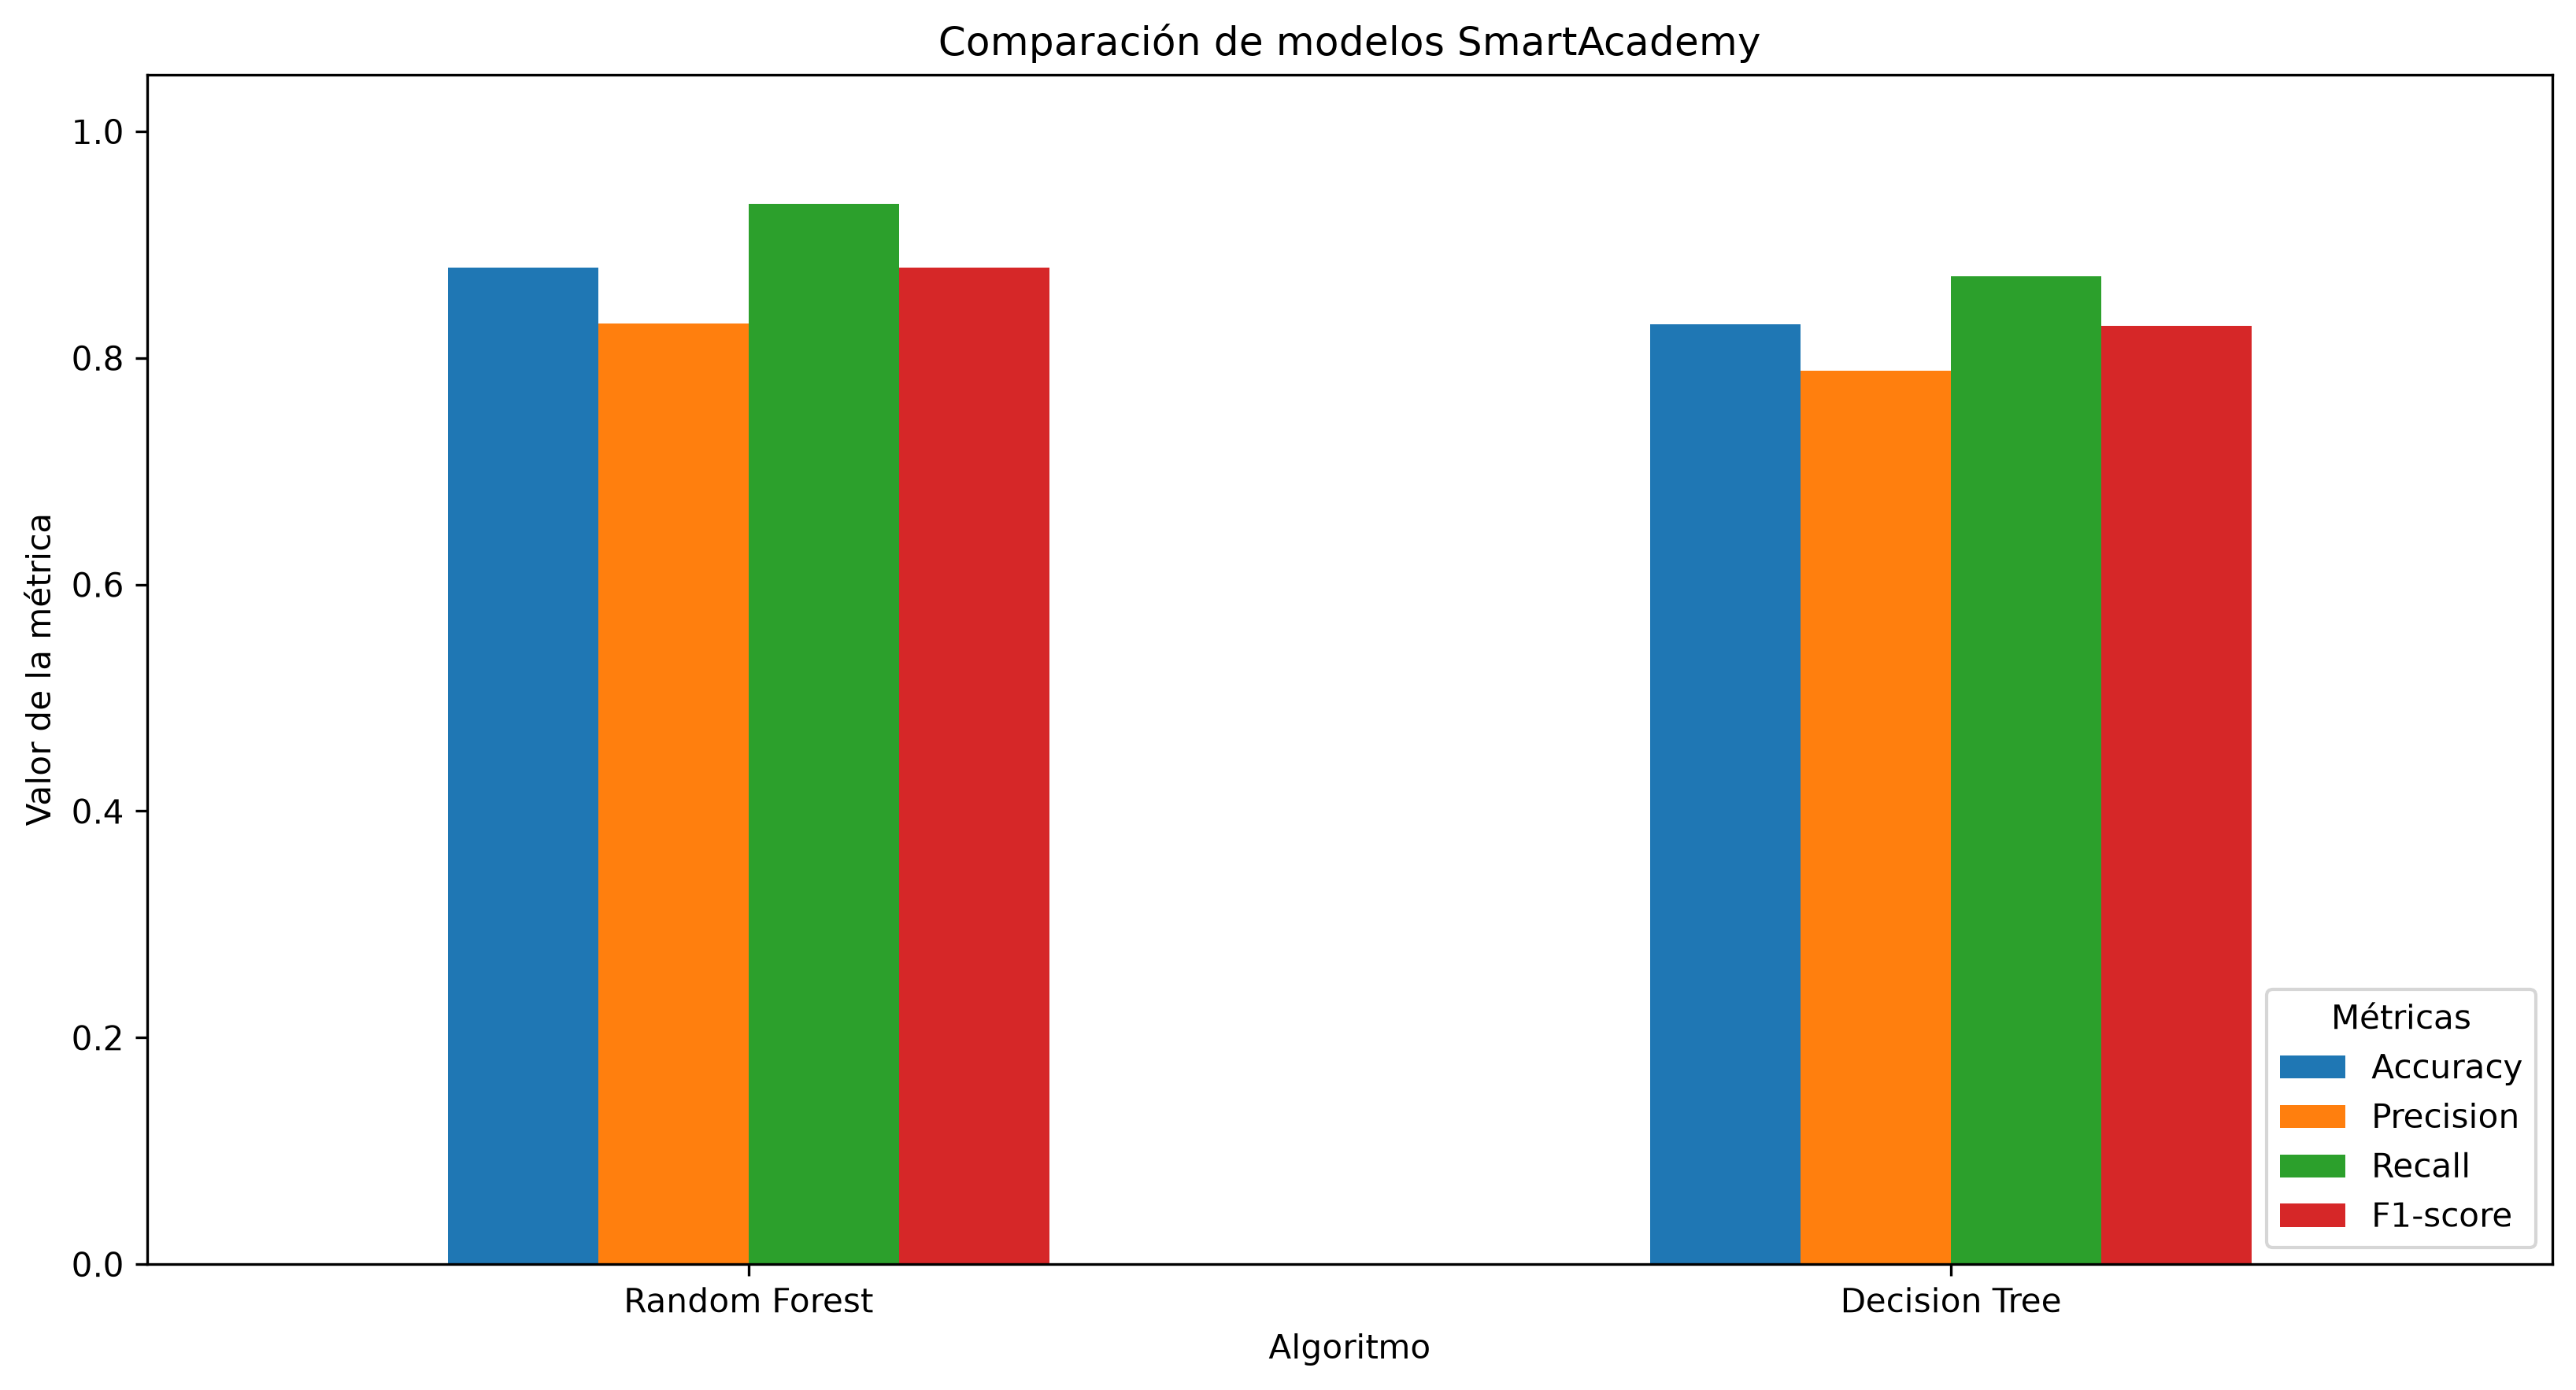 Comparación de modelos SmartAcademy
Valor de la métrica
1.0
0.8
0.6
0.4
0.2
0.0
Métricas
Accuracy
Precision
Recall
F1-score
Random Forest
Decision Tree
Algoritmo